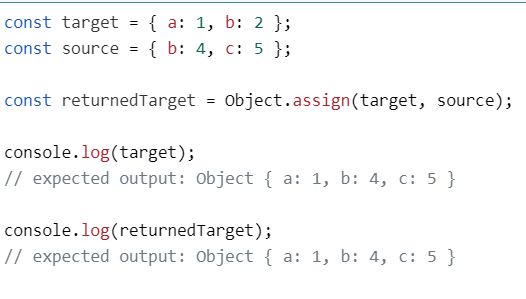 const target = { a: 1, b: 2 };
const source = { b: 4, c: 5 };
const returnedTarget = Object.assign(target, source);
console.log(target);
// expected output: Object { a: 1, b: 4, c: 5 }
console.log(returnedTarget);
// expected output: Object { a: 1, b: 4, c: 5 }